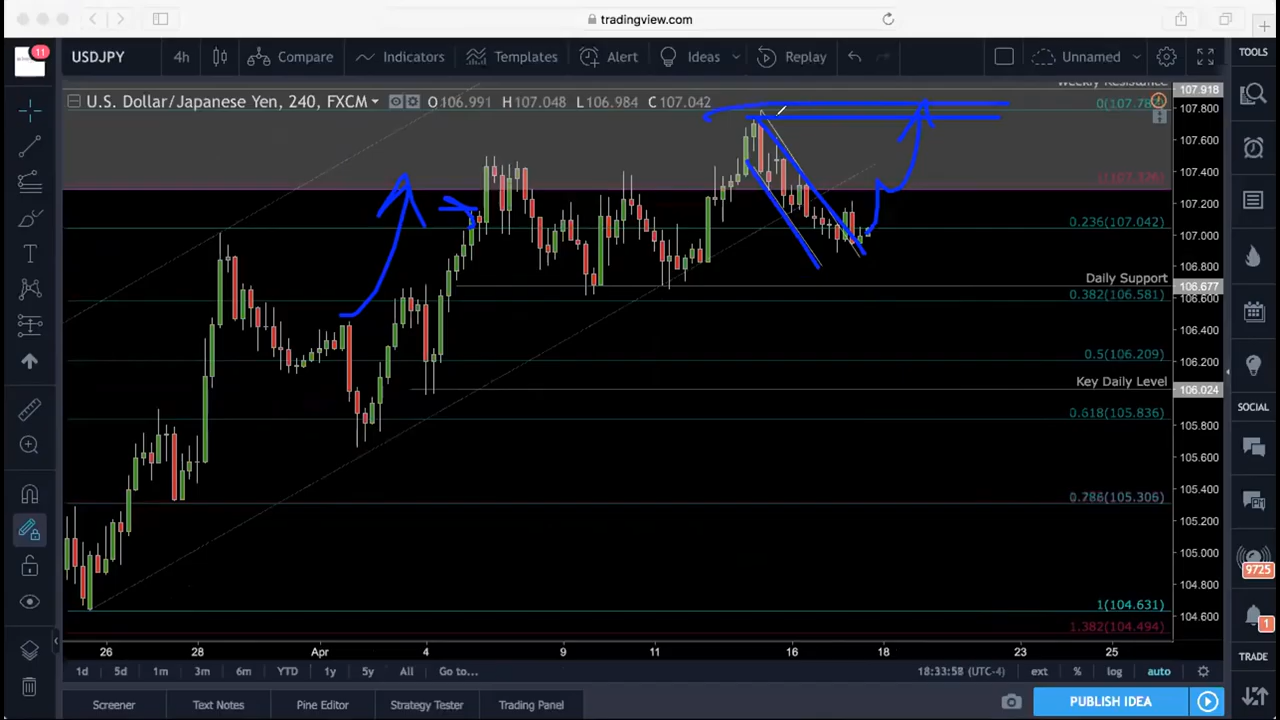 tradingview.com
11
USDJPY
4h
Compare
Indicators
Templates
Alert
Ideas
Replay
Unnamed
TOOLS
U.S. Dollar/Japanese Yen, 240, FXCM
O106.991 H107.048 L106.984 C107.042
Weekly Resistance
107.918
107.800
107.600
107.400
107.200
0.236(107.042)
107.000
106.800
Daily Support
106.677
0.382(106.581)
106.600
106.400
0.5(106.209)
106.200
Key Daily Level
106.024
0.618(105.836)
105.800
105.600
105.400
0.786(105.306)
105.200
105.000
104.800
1(104.631)
104.600
1.382(104.494)
SOCIAL
9725
1
TRADE
26
28
Apr
4
9
11
16
18
23
25
1d
5d
1m
3m
6m
YTD
1y
5y
All
Go to...
18:33:58 (UTC-4)
ext
%
log
auto
Screener
Text Notes
Pine Editor
Strategy Tester
Trading Panel
PUBLISH IDEA